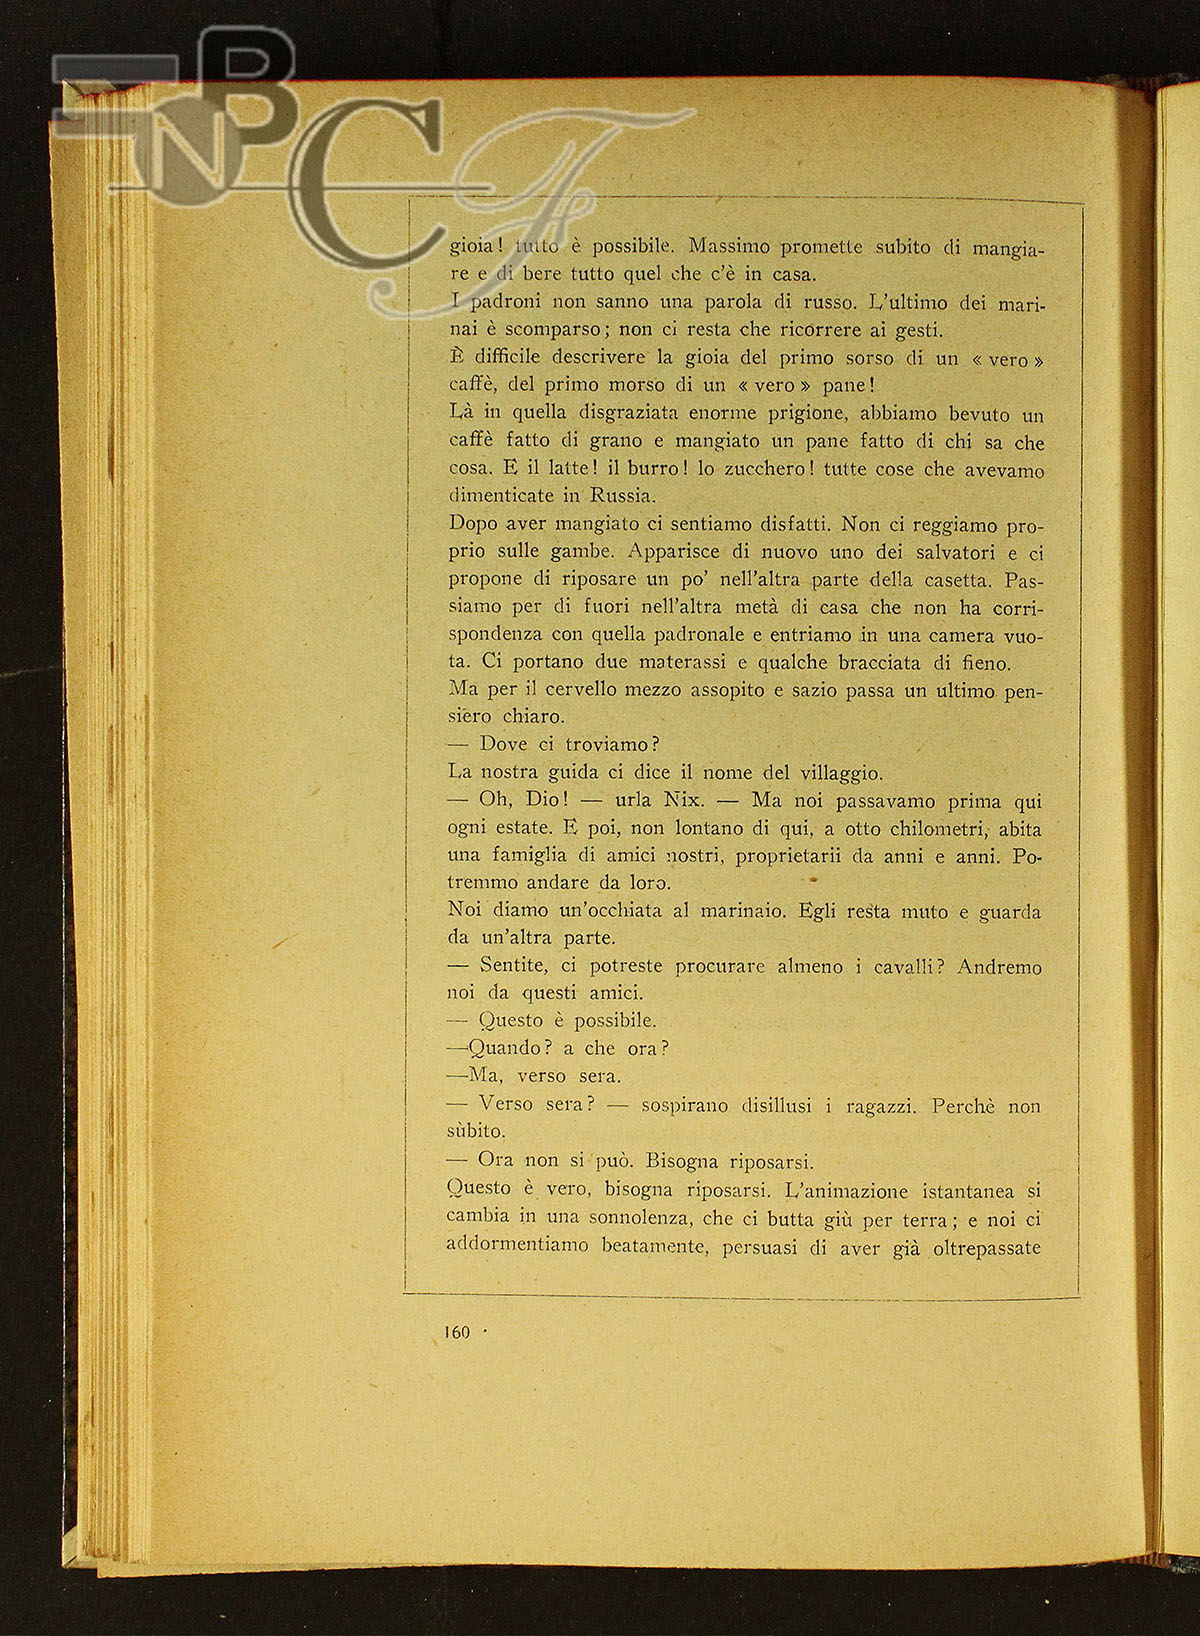 BNCF
gioia! tutto è possibile. Massimo promette subito di mangia-
re e di bere tutto quel che c'è in casa.
I padroni non sanno una parola di russo. L'ultimo dei mari-
nai è scomparso; non ci resta che ricorrere ai gesti.
È difficile descrivere la gioia del primo sorso di un « vero »
caffè, del primo morso di un « vero » pane!
Là in quella disgraziata enorme prigione, abbiamo bevuto un
caffè fatto di grano e mangiato un pane fatto di chi sa che
cosa. E il latte! il burro! lo zucchero! tutte cose che avevamo
dimenticate in Russia.
Dopo aver mangiato ci sentiamo disfatti. Non ci reggiamo pro-
prio sulle gambe. Apparisce di nuovo uno dei salvatori e ci
propone di riposare un po' nell'altra parte della casetta. Pas-
siamo per di fuori nell'altra metà di casa che non ha corri-
spondenza con quella padronale e entriamo in una camera vuo-
ta. Ci portano due materassi e qualche bracciata di fieno.
Ma per il cervello mezzo assopito e sazio passa un ultimo pen-
siero chiaro.
— Dove ci troviamo?
La nostra guida ci dice il nome del villaggio.
— Oh, Dio! — urla Nix. — Ma noi passavamo prima qui
ogni estate. E poi, non lontano di qui, a otto chilometri, abita
una famiglia di amici nostri, proprietarii da anni e anni. Po-
tremmo andare da loro.
Noi diamo un'occhiata al marinaio. Egli resta muto e guarda
da un'altra parte.
— Sentite, ci potreste procurare almeno i cavalli? Andremo
noi da questi amici.
— Questo è possibile.
—Quando? a che ora?
—Ma, verso sera.
— Verso sera? — sospirano disillusi i ragazzi. Perchè non
sùbito.
— Ora non si può. Bisogna riposarsi.
Questo è vero, bisogna riposarsi. L'animazione istantanea si
cambia in una sonnolenza, che ci butta giù per terra; e noi ci
addormentiamo beatamente, persuasi di aver già oltrepassate
160